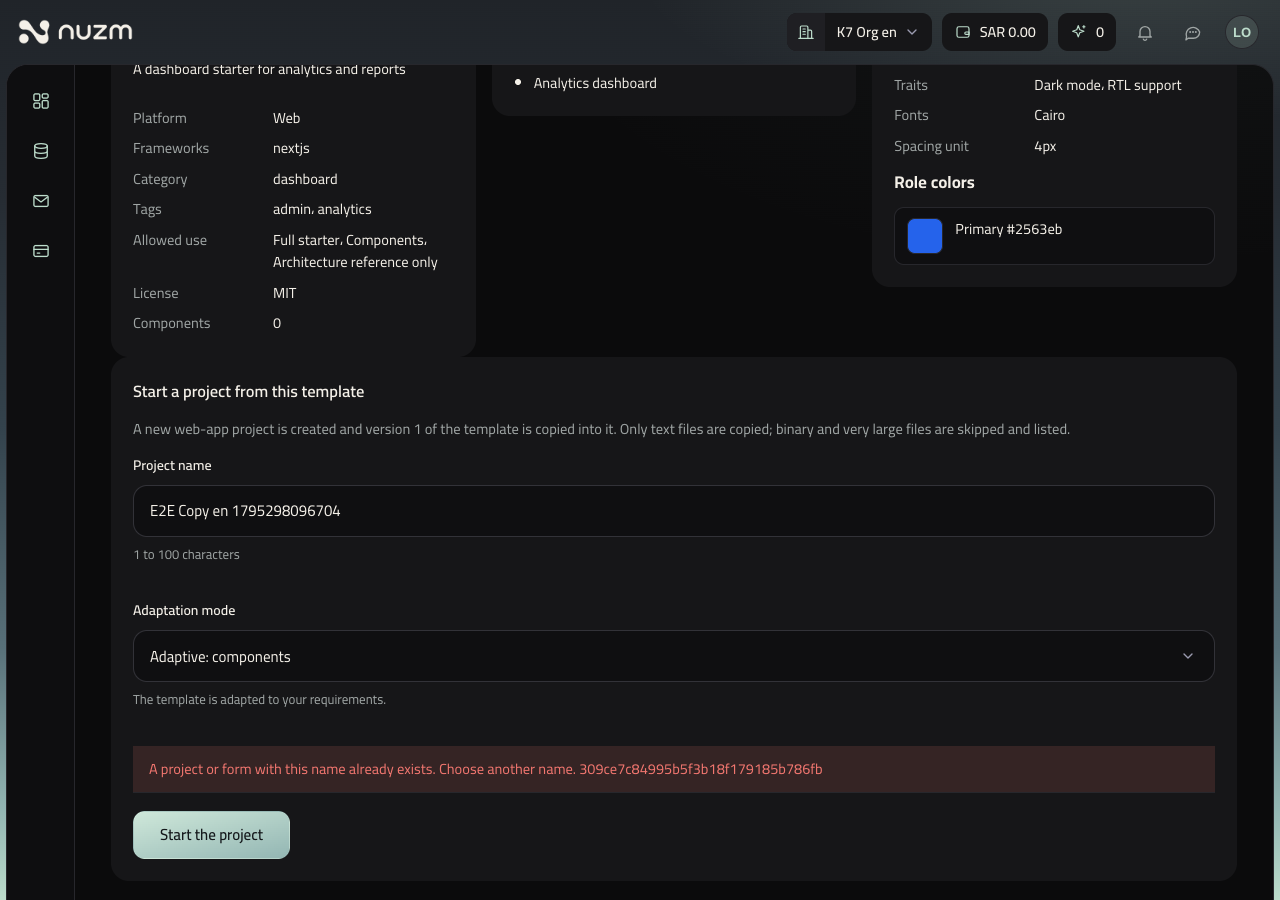 nuzm
K7 Org en
SAR 0.00
0
LO
A dashboard starter for analytics and reports
Platform Web
Frameworks nextjs
Category dashboard
Tags admin، analytics
Allowed use Full starter، Components،
Architecture reference only
License MIT
Components 0
Analytics dashboard
Traits Dark mode، RTL support
Fonts Cairo
Spacing unit 4px
Role colors
Primary #2563eb
Start a project from this template
A new web-app project is created and version 1 of the template is copied into it. Only text files are copied; binary and very large files are skipped and listed.
Project name
E2E Copy en 1795298096704
1 to 100 characters
Adaptation mode
Adaptive: components
The template is adapted to your requirements.
A project or form with this name already exists. Choose another name. 309ce7c84995b5f3b18f179185b786fb
Start the project